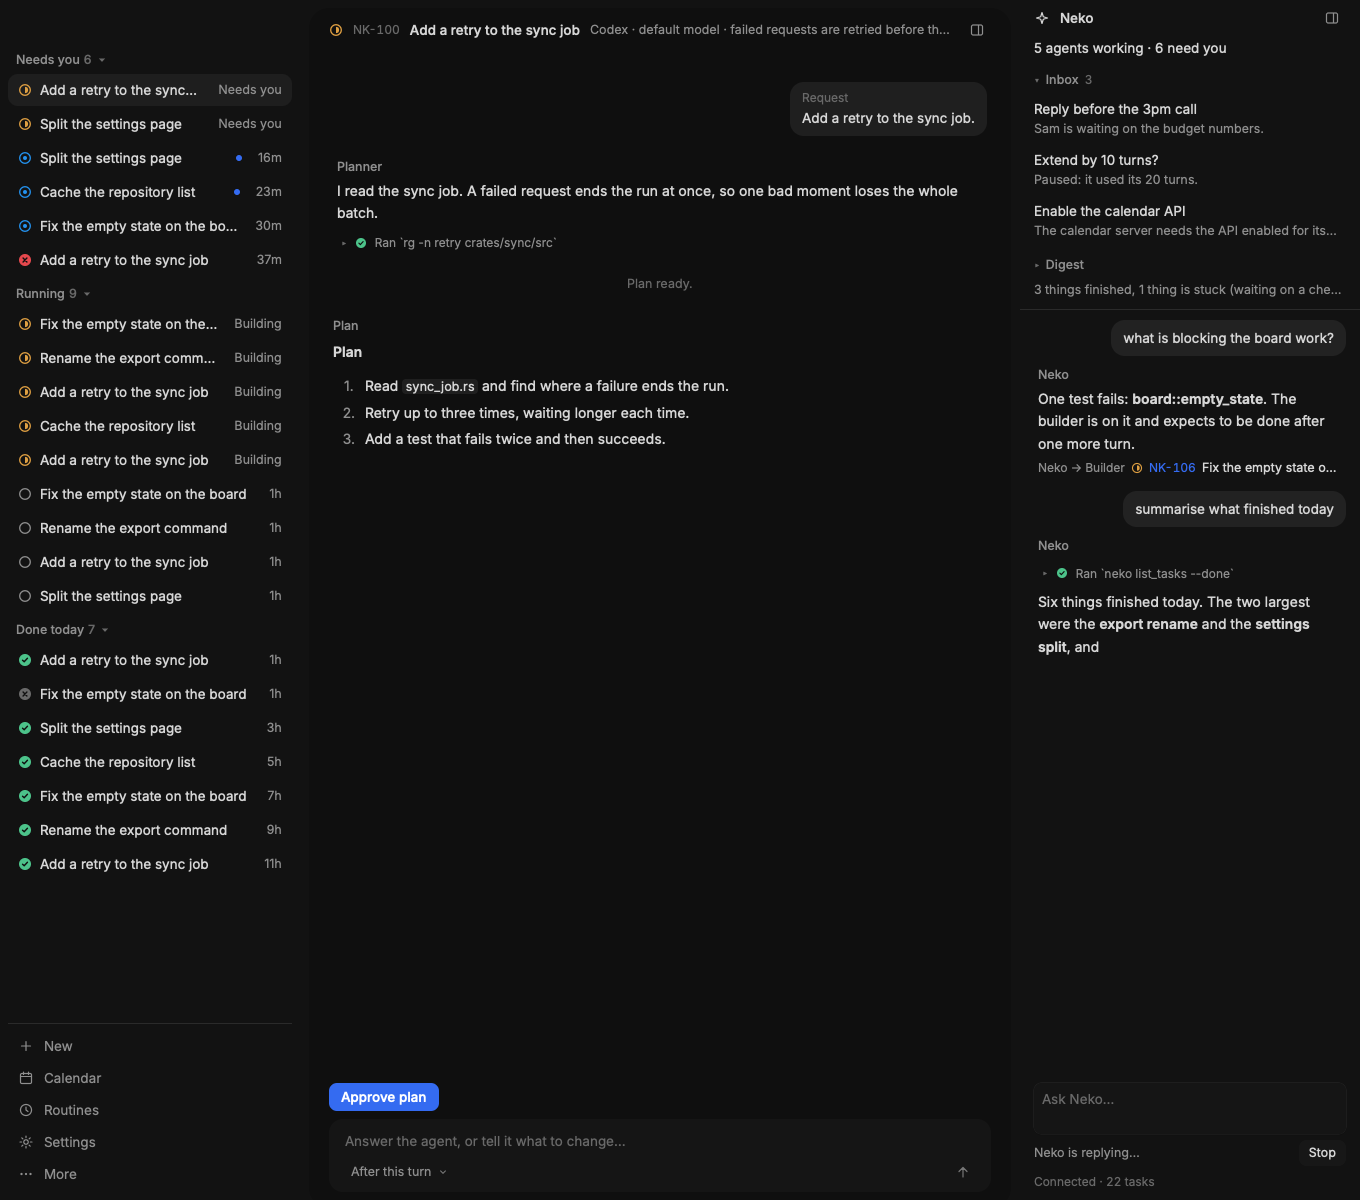 Needs you 6
Add a retry to the sync... Needs you
Split the settings page Needs you
Split the settings page 16m
Cache the repository list 23m
Fix the empty state on the bo... 30m
Add a retry to the sync job 37m
Running 9
Fix the empty state on the... Building
Rename the export comm... Building
Add a retry to the sync job Building
Cache the repository list Building
Add a retry to the sync job Building
Fix the empty state on the board 1h
Rename the export command 1h
Add a retry to the sync job 1h
Split the settings page 1h
Done today 7
Add a retry to the sync job 1h
Fix the empty state on the board 1h
Split the settings page 3h
Cache the repository list 5h
Fix the empty state on the board 7h
Rename the export command 9h
Add a retry to the sync job 11h
New
Calendar
Routines
Settings
More
NK-100 Add a retry to the sync job Codex · default model · failed requests are retried before th...
Request
Add a retry to the sync job.
Planner
I read the sync job. A failed request ends the run at once, so one bad moment loses the whole
batch.
Ran `rg -n retry crates/sync/src`
Plan ready.
Plan
Plan
1. Read sync_job.rs and find where a failure ends the run.
2. Retry up to three times, waiting longer each time.
3. Add a test that fails twice and then succeeds.
Approve plan
Answer the agent, or tell it what to change...
After this turn
Neko
5 agents working · 6 need you
Inbox 3
Reply before the 3pm call
Sam is waiting on the budget numbers.
Extend by 10 turns?
Paused: it used its 20 turns.
Enable the calendar API
The calendar server needs the API enabled for its...
Digest
3 things finished, 1 thing is stuck (waiting on a che...
what is blocking the board work?
Neko
One test fails: board::empty_state. The
builder is on it and expects to be done after
one more turn.
Neko → Builder NK-106 Fix the empty state o...
summarise what finished today
Neko
Ran `neko list_tasks --done`
Six things finished today. The two largest
were the export rename and the settings
split, and
Ask Neko...
Neko is replying... Stop
Connected · 22 tasks